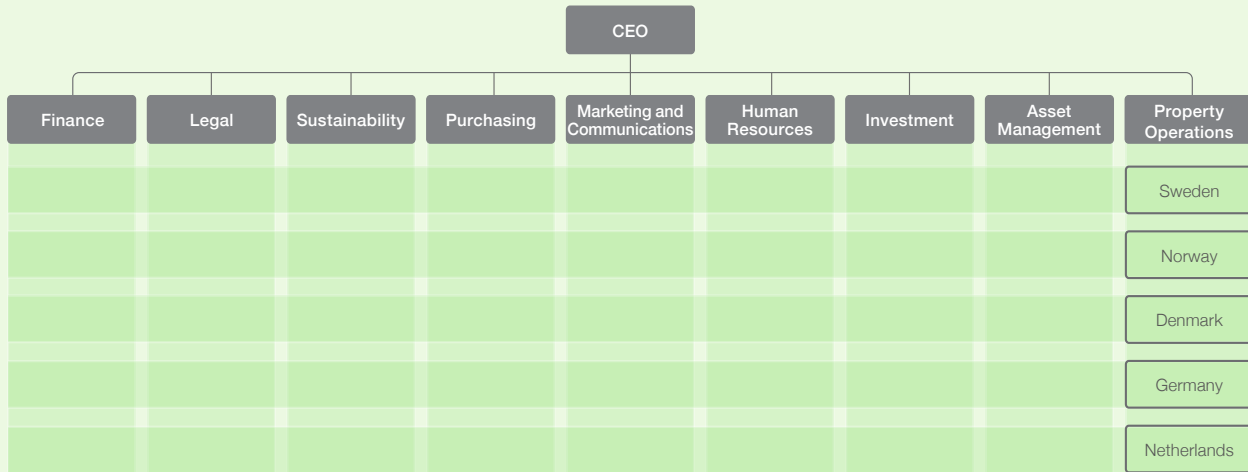 CEO
Finance
Legal
Sustainability
Purchasing
Marketing and
Communications
Human
Resources
Investment
Asset
Management
Property
Operations
Sweden
Norway
Denmark
Germany
Netherlands